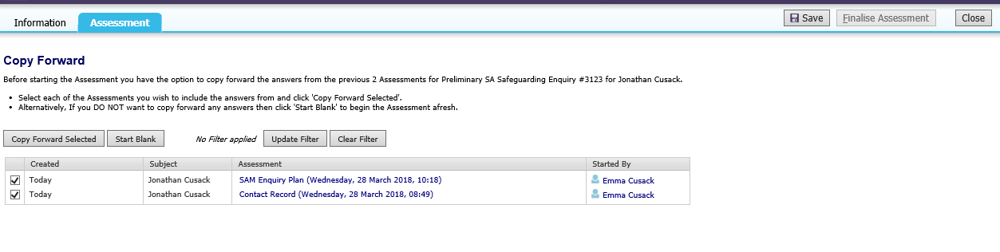 Information Assessment Save Finalise Assessment Close
Copy Forward
Before starting the Assessment you have the option to copy forward the answers from the previous 2 Assessments for Preliminary SA Safeguarding Enquiry #3123 for Jonathan Cusack.
• Select each of the Assessments you wish to include the answers from and click 'Copy Forward Selected'.
• Alternatively, If you DO NOT want to copy forward any answers then click 'Start Blank' to begin the Assessment afresh.
Copy Forward Selected Start Blank No Filter applied Update Filter Clear Filter
Created Subject Assessment Started By
Today Jonathan Cusack SAM Enquiry Plan (Wednesday, 28 March 2018, 10:18) Emma Cusack
Today Jonathan Cusack Contact Record (Wednesday, 28 March 2018, 08:49) Emma Cusack